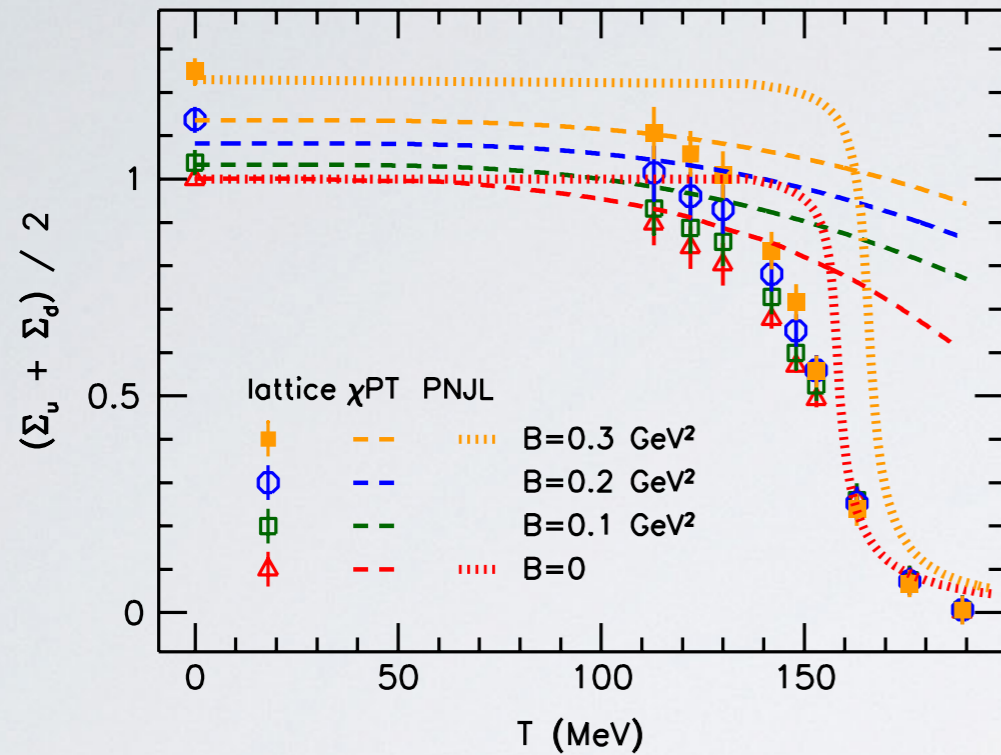 (Σu + Σd) / 2
1
0.5
0
lattice χPT PNJL
B=0.3 GeV²
B=0.2 GeV²
B=0.1 GeV²
B=0
0 50 100 150
T (MeV)